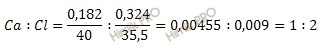 Ca : Cl = 0,182/40 : 0,324/35,5 = 0,00455 : 0,009 = 1 : 2